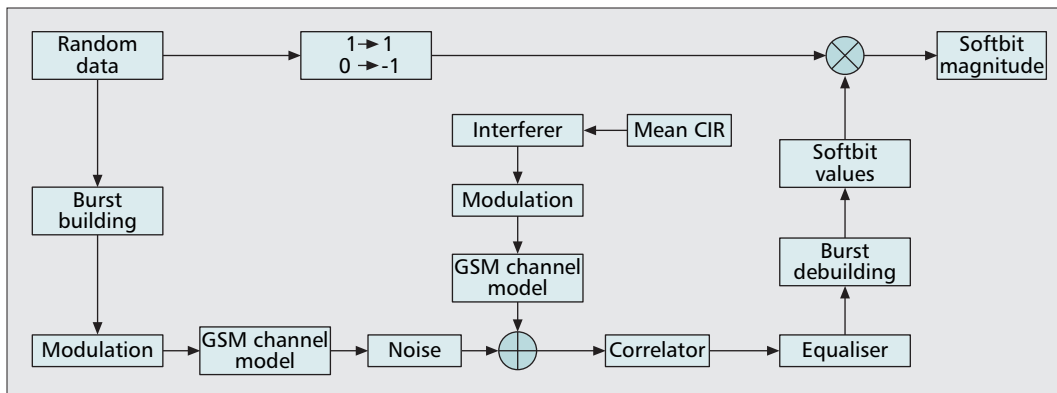 Random
data
1→1
0→-1
Softbit
magnitude
Interferer
Mean CIR
Softbit
values
Burst
building
Modulation
GSM channel
model
Burst
debuilding
Modulation
GSM channel
model
Noise
Correlator
Equaliser